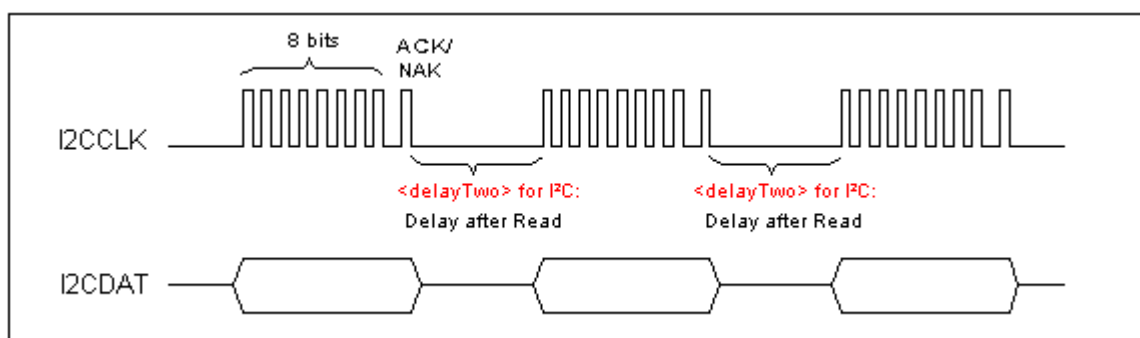 8 bits
ACK/
NAK
I2CCLK
<delayTwo> for I²C:
Delay after Read
<delayTwo> for I²C:
Delay after Read
I2CDAT